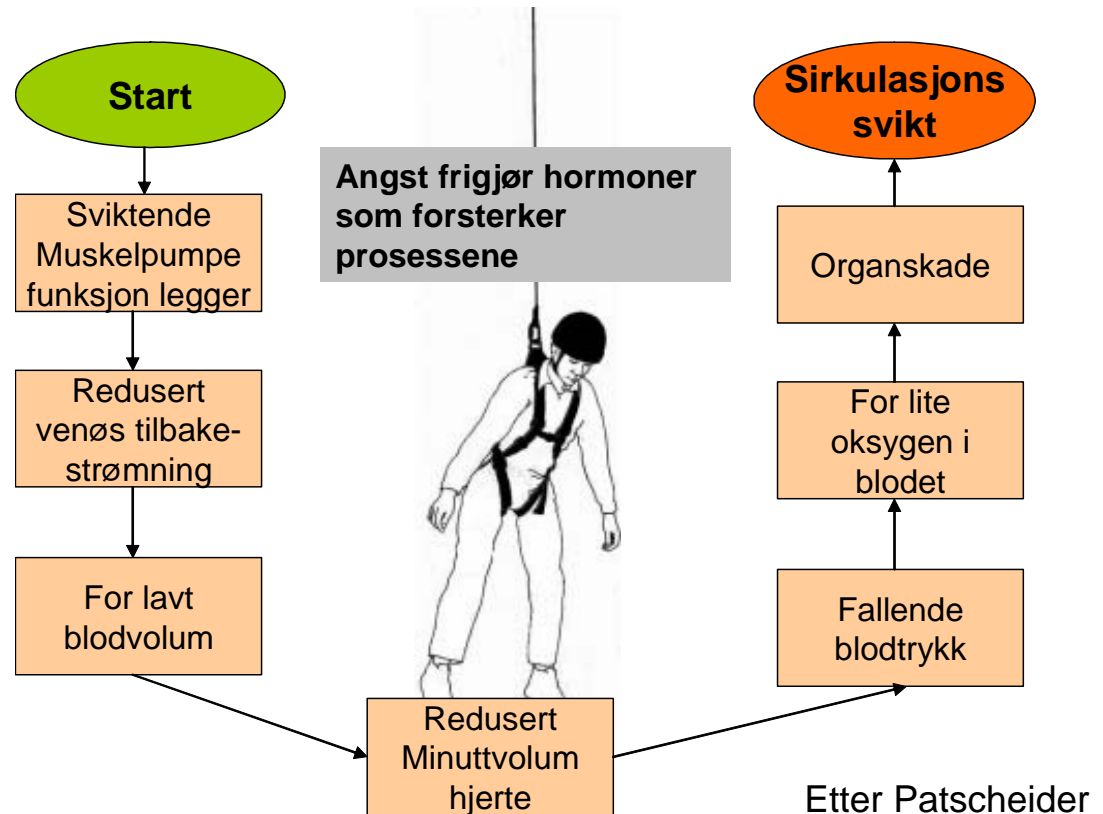 Start
Sviktende
Muskelpumpe
funksjon legger
Redusert
venøs tilbake-
strømning
For lavt
blodvolum
Angst frigjør hormoner
som forsterker
prosessene
Redusert
Minuttvolum
hjerte
Fallende
blodtrykk
For lite
oksygen i
blodet
Organskade
Sirkulasjons
svikt
Etter Patscheider